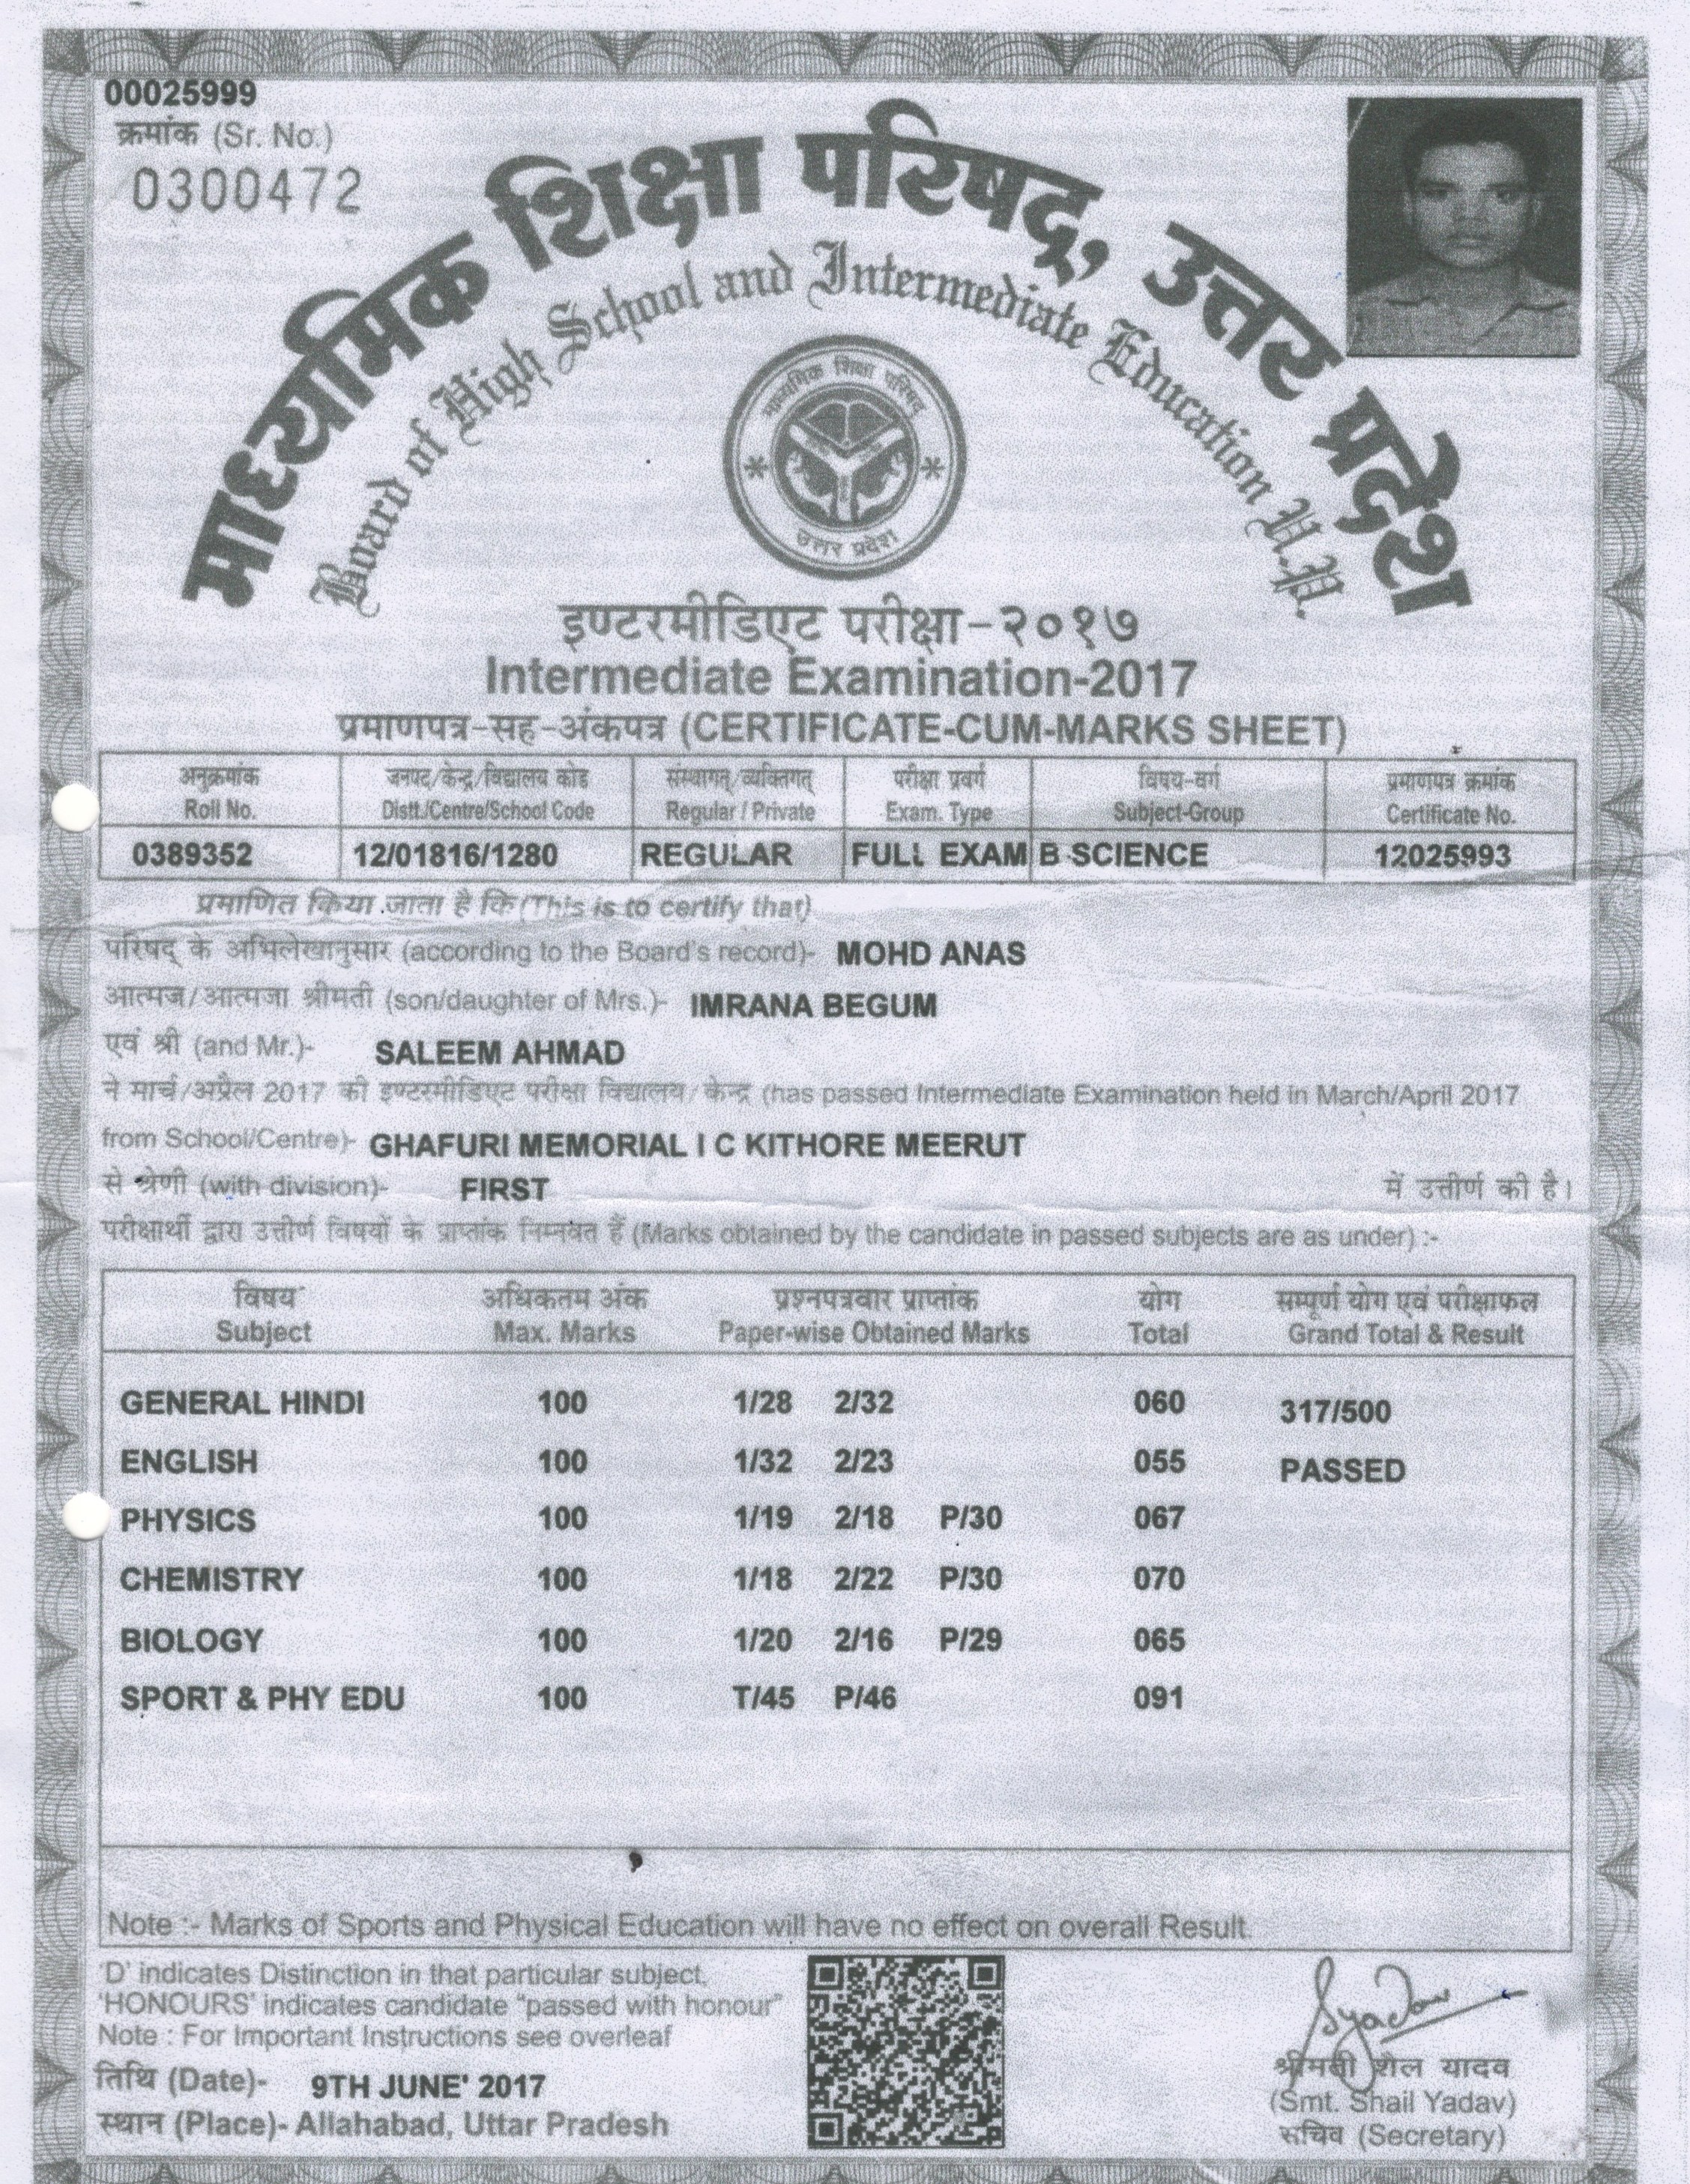 00025999
क्रमांक (Sr. No.)
0300472
माध्यमिक शिक्षा परिषद्, उत्तर प्रदेश
Board of High School and Intermediate Education U.P.
माध्यमिक शिक्षा परिषद्
उत्तर प्रदेश
इण्टरमीडिएट परीक्षा-२०१७
Intermediate Examination-2017
प्रमाणपत्र-सह-अंकपत्र (CERTIFICATE-CUM-MARKS SHEET)
अनुक्रमांक जनपद/केन्द्र/विद्यालय कोड संस्थागत्/व्यक्तिगत् परीक्षा प्रवर्ग विषय-वर्ग प्रमाणपत्र क्रमांक
Roll No. Distt./Centre/School Code Regular / Private Exam. Type Subject-Group Certificate No.
0389352 12/01816/1280 REGULAR FULL EXAM B SCIENCE 12025993
प्रमाणित किया जाता है कि (This is to certify that)
परिषद् के अभिलेखानुसार (according to the Board's record)- MOHD ANAS
आत्मज/आत्मजा श्रीमती (son/daughter of Mrs.)- IMRANA BEGUM
एवं श्री (and Mr.)- SALEEM AHMAD
ने मार्च/अप्रैल 2017 की इण्टरमीडिएट परीक्षा विद्यालय/केन्द्र (has passed Intermediate Examination held in March/April 2017
from School/Centre)- GHAFURI MEMORIAL I C KITHORE MEERUT
से श्रेणी (with division)- FIRST में उत्तीर्ण की है।
परीक्षार्थी द्वारा उत्तीर्ण विषयों के प्राप्तांक निम्नवत हैं (Marks obtained by the candidate in passed subjects are as under) :-
विषय अधिकतम अंक प्रश्नपत्रवार प्राप्तांक योग सम्पूर्ण योग एवं परीक्षाफल
Subject Max. Marks Paper-wise Obtained Marks Total Grand Total & Result
GENERAL HINDI 100 1/28 2/32 060 317/500
ENGLISH 100 1/32 2/23 055 PASSED
PHYSICS 100 1/19 2/18 P/30 067
CHEMISTRY 100 1/18 2/22 P/30 070
BIOLOGY 100 1/20 2/16 P/29 065
SPORT & PHY EDU 100 T/45 P/46 091
Note :- Marks of Sports and Physical Education will have no effect on overall Result.
'D' indicates Distinction in that particular subject.
'HONOURS' indicates candidate "passed with honour"
Note : For Important Instructions see overleaf
तिथि (Date)- 9TH JUNE' 2017
स्थान (Place)- Allahabad, Uttar Pradesh
Syadav
श्रीमती शैल यादव
(Smt. Shail Yadav)
सचिव (Secretary)